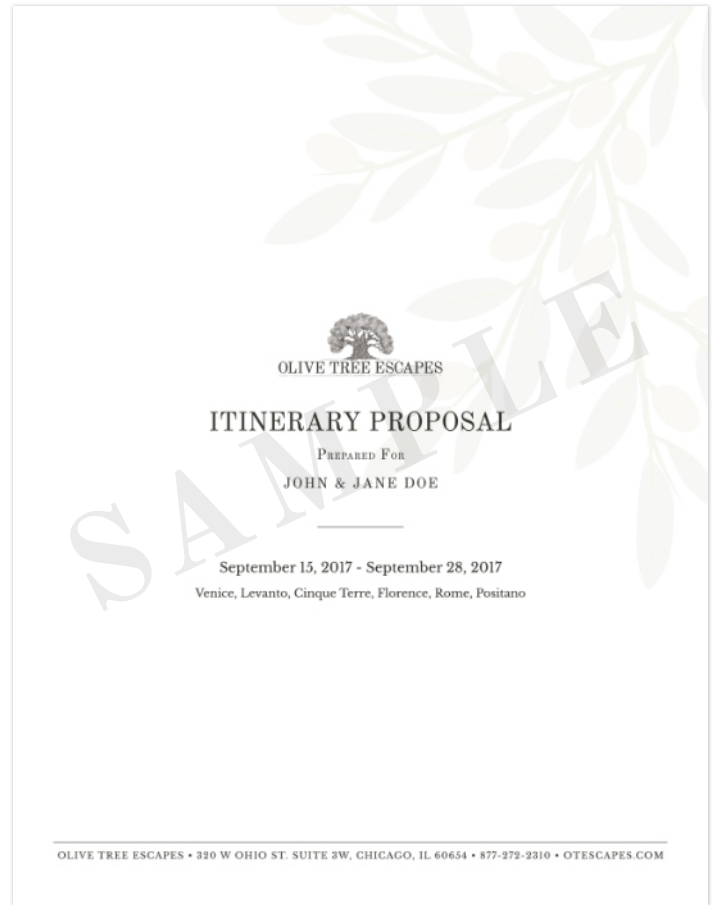 OLIVE TREE ESCAPES
ITINERARY PROPOSAL
Prepared For
JOHN & JANE DOE
SAMPLE
September 15, 2017 - September 28, 2017
Venice, Levanto, Cinque Terre, Florence, Rome, Positano
OLIVE TREE ESCAPES • 320 W OHIO ST. SUITE 3W, CHICAGO, IL 60654 • 877-272-2310 • OTESCAPES.COM